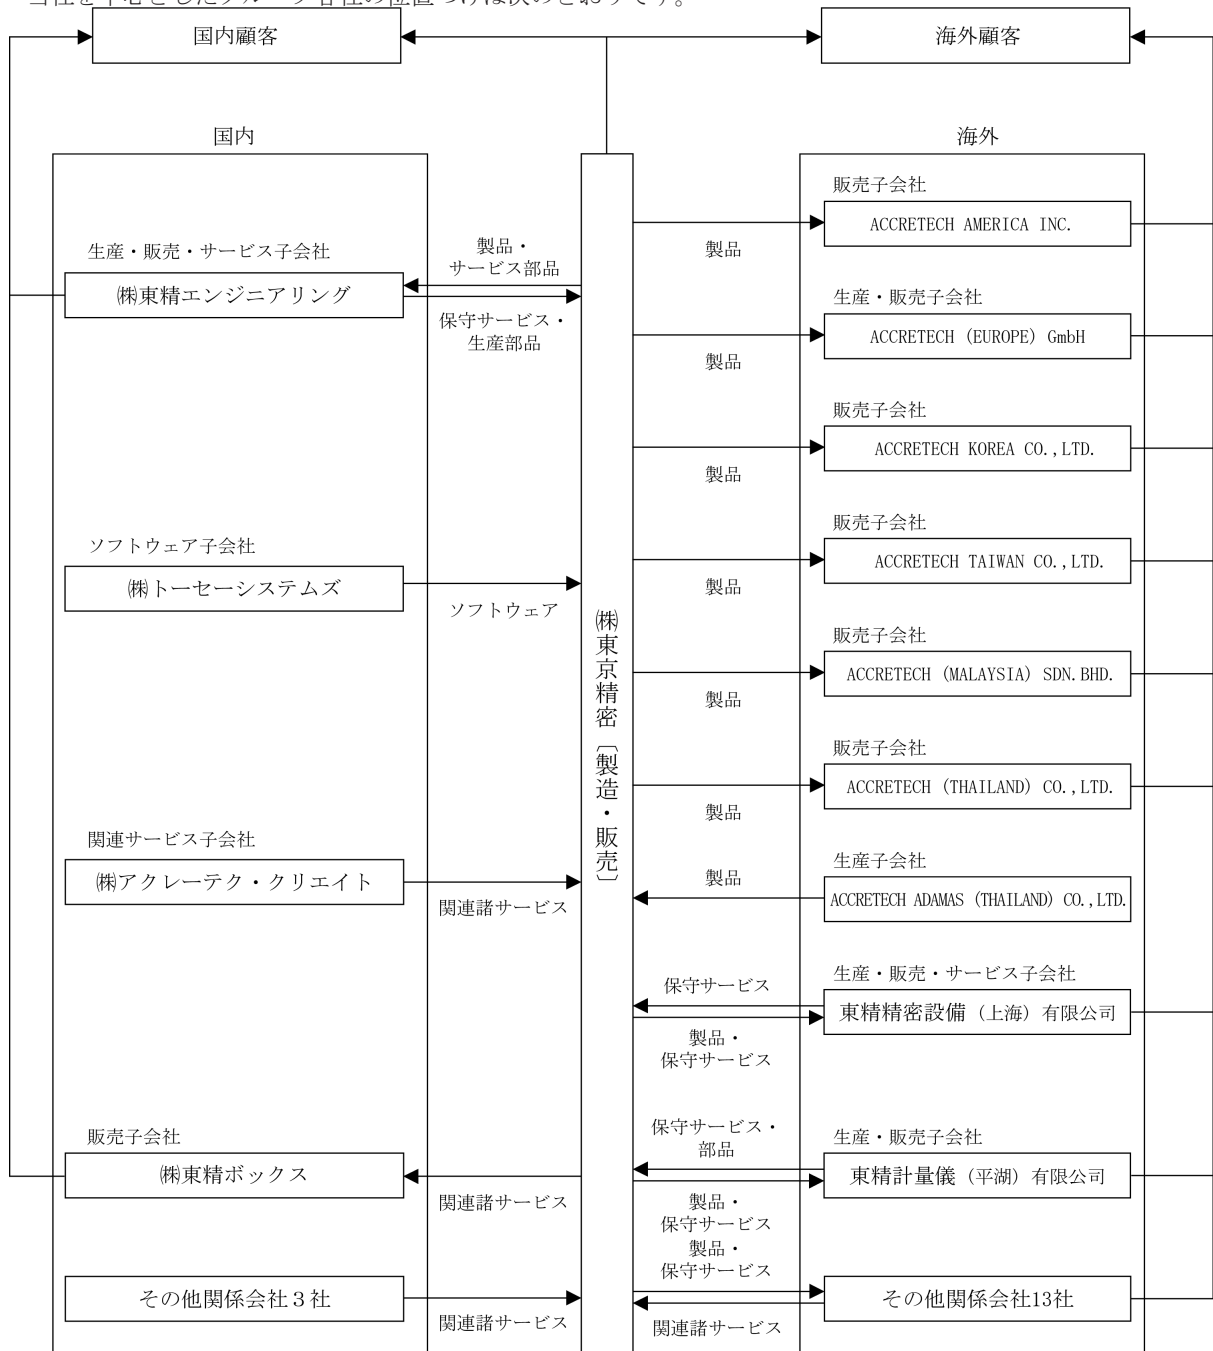 当社を中心としたグループ各社の位置づけは次のとおりです。
国内顧客
海外顧客
国内
海外
生産・販売・サービス子会社
㈱東精エンジニアリング
製品・
サービス部品
保守サービス・
生産部品
ソフトウェア子会社
㈱トーセーシステムズ
ソフトウェア
関連サービス子会社
㈱アクレーテク・クリエイト
関連諸サービス
販売子会社
㈱東精ボックス
関連諸サービス
その他関係会社３社
関連諸サービス
㈱東京精密〔製造・販売〕
販売子会社
ACCRETECH AMERICA INC.
製品
生産・販売子会社
ACCRETECH (EUROPE) GmbH
製品
販売子会社
ACCRETECH KOREA CO.,LTD.
製品
販売子会社
ACCRETECH TAIWAN CO.,LTD.
製品
販売子会社
ACCRETECH (MALAYSIA) SDN.BHD.
製品
販売子会社
ACCRETECH (THAILAND) CO.,LTD.
製品
生産子会社
ACCRETECH ADAMAS (THAILAND) CO.,LTD.
製品
生産・販売・サービス子会社
東精精密設備（上海）有限公司
保守サービス
製品・
保守サービス
生産・販売子会社
東精計量儀（平湖）有限公司
保守サービス・
部品
製品・
保守サービス
製品・
保守サービス
その他関係会社13社
関連諸サービス